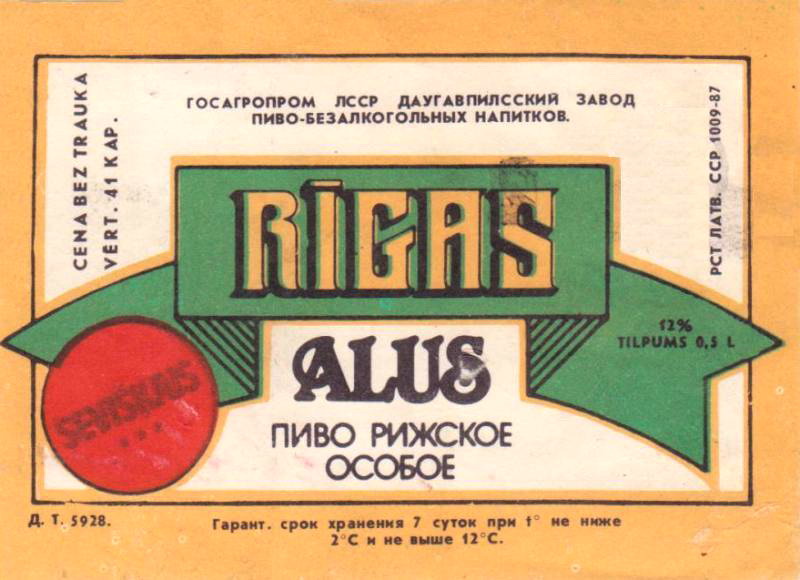 ГОСАГРОПРОМ ЛССР ДАУГАВПИЛССКИЙ ЗАВОД
ПИВО-БЕЗАЛКОГОЛЬНЫХ НАПИТКОВ.
CENA BEZ TRAUKA
VĒRT. 41 KAP.
РСТ ЛАТВ. ССР 1009-87
RĪGAS
12%
TILPUMS 0,5 L
ALUS
SEVIŠĶAIS
***
ПИВО РИЖСКОЕ
ОСОБОЕ
Д. Т. 5928.
Гарант. срок хранения 7 суток при t° не ниже
2°С и не выше 12°С.